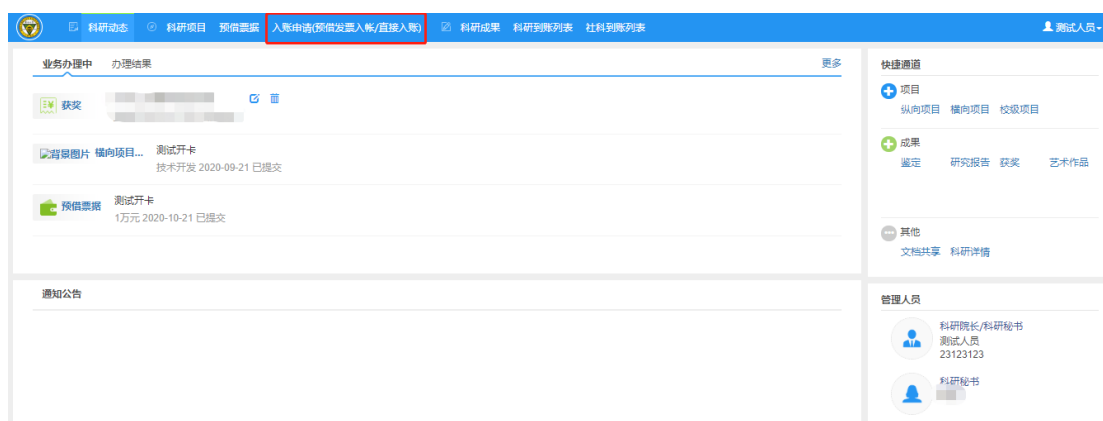 科研动态 科研项目 预借票据 入账申请(预借发票入帐/直接入账) 科研成果 科研到账列表 社科到账列表 测试人员
业务办理中 办理结果 更多
获奖
背景图片 横向项目... 测试开卡
技术开发 2020-09-21 已提交
预借票据 测试开卡
1万元 2020-10-21 已提交
通知公告
快捷通道
项目
纵向项目 横向项目 校级项目
成果
鉴定 研究报告 获奖 艺术作品
其他
文档共享 科研详情
管理人员
科研院长/科研秘书
测试人员
23123123
科研秘书